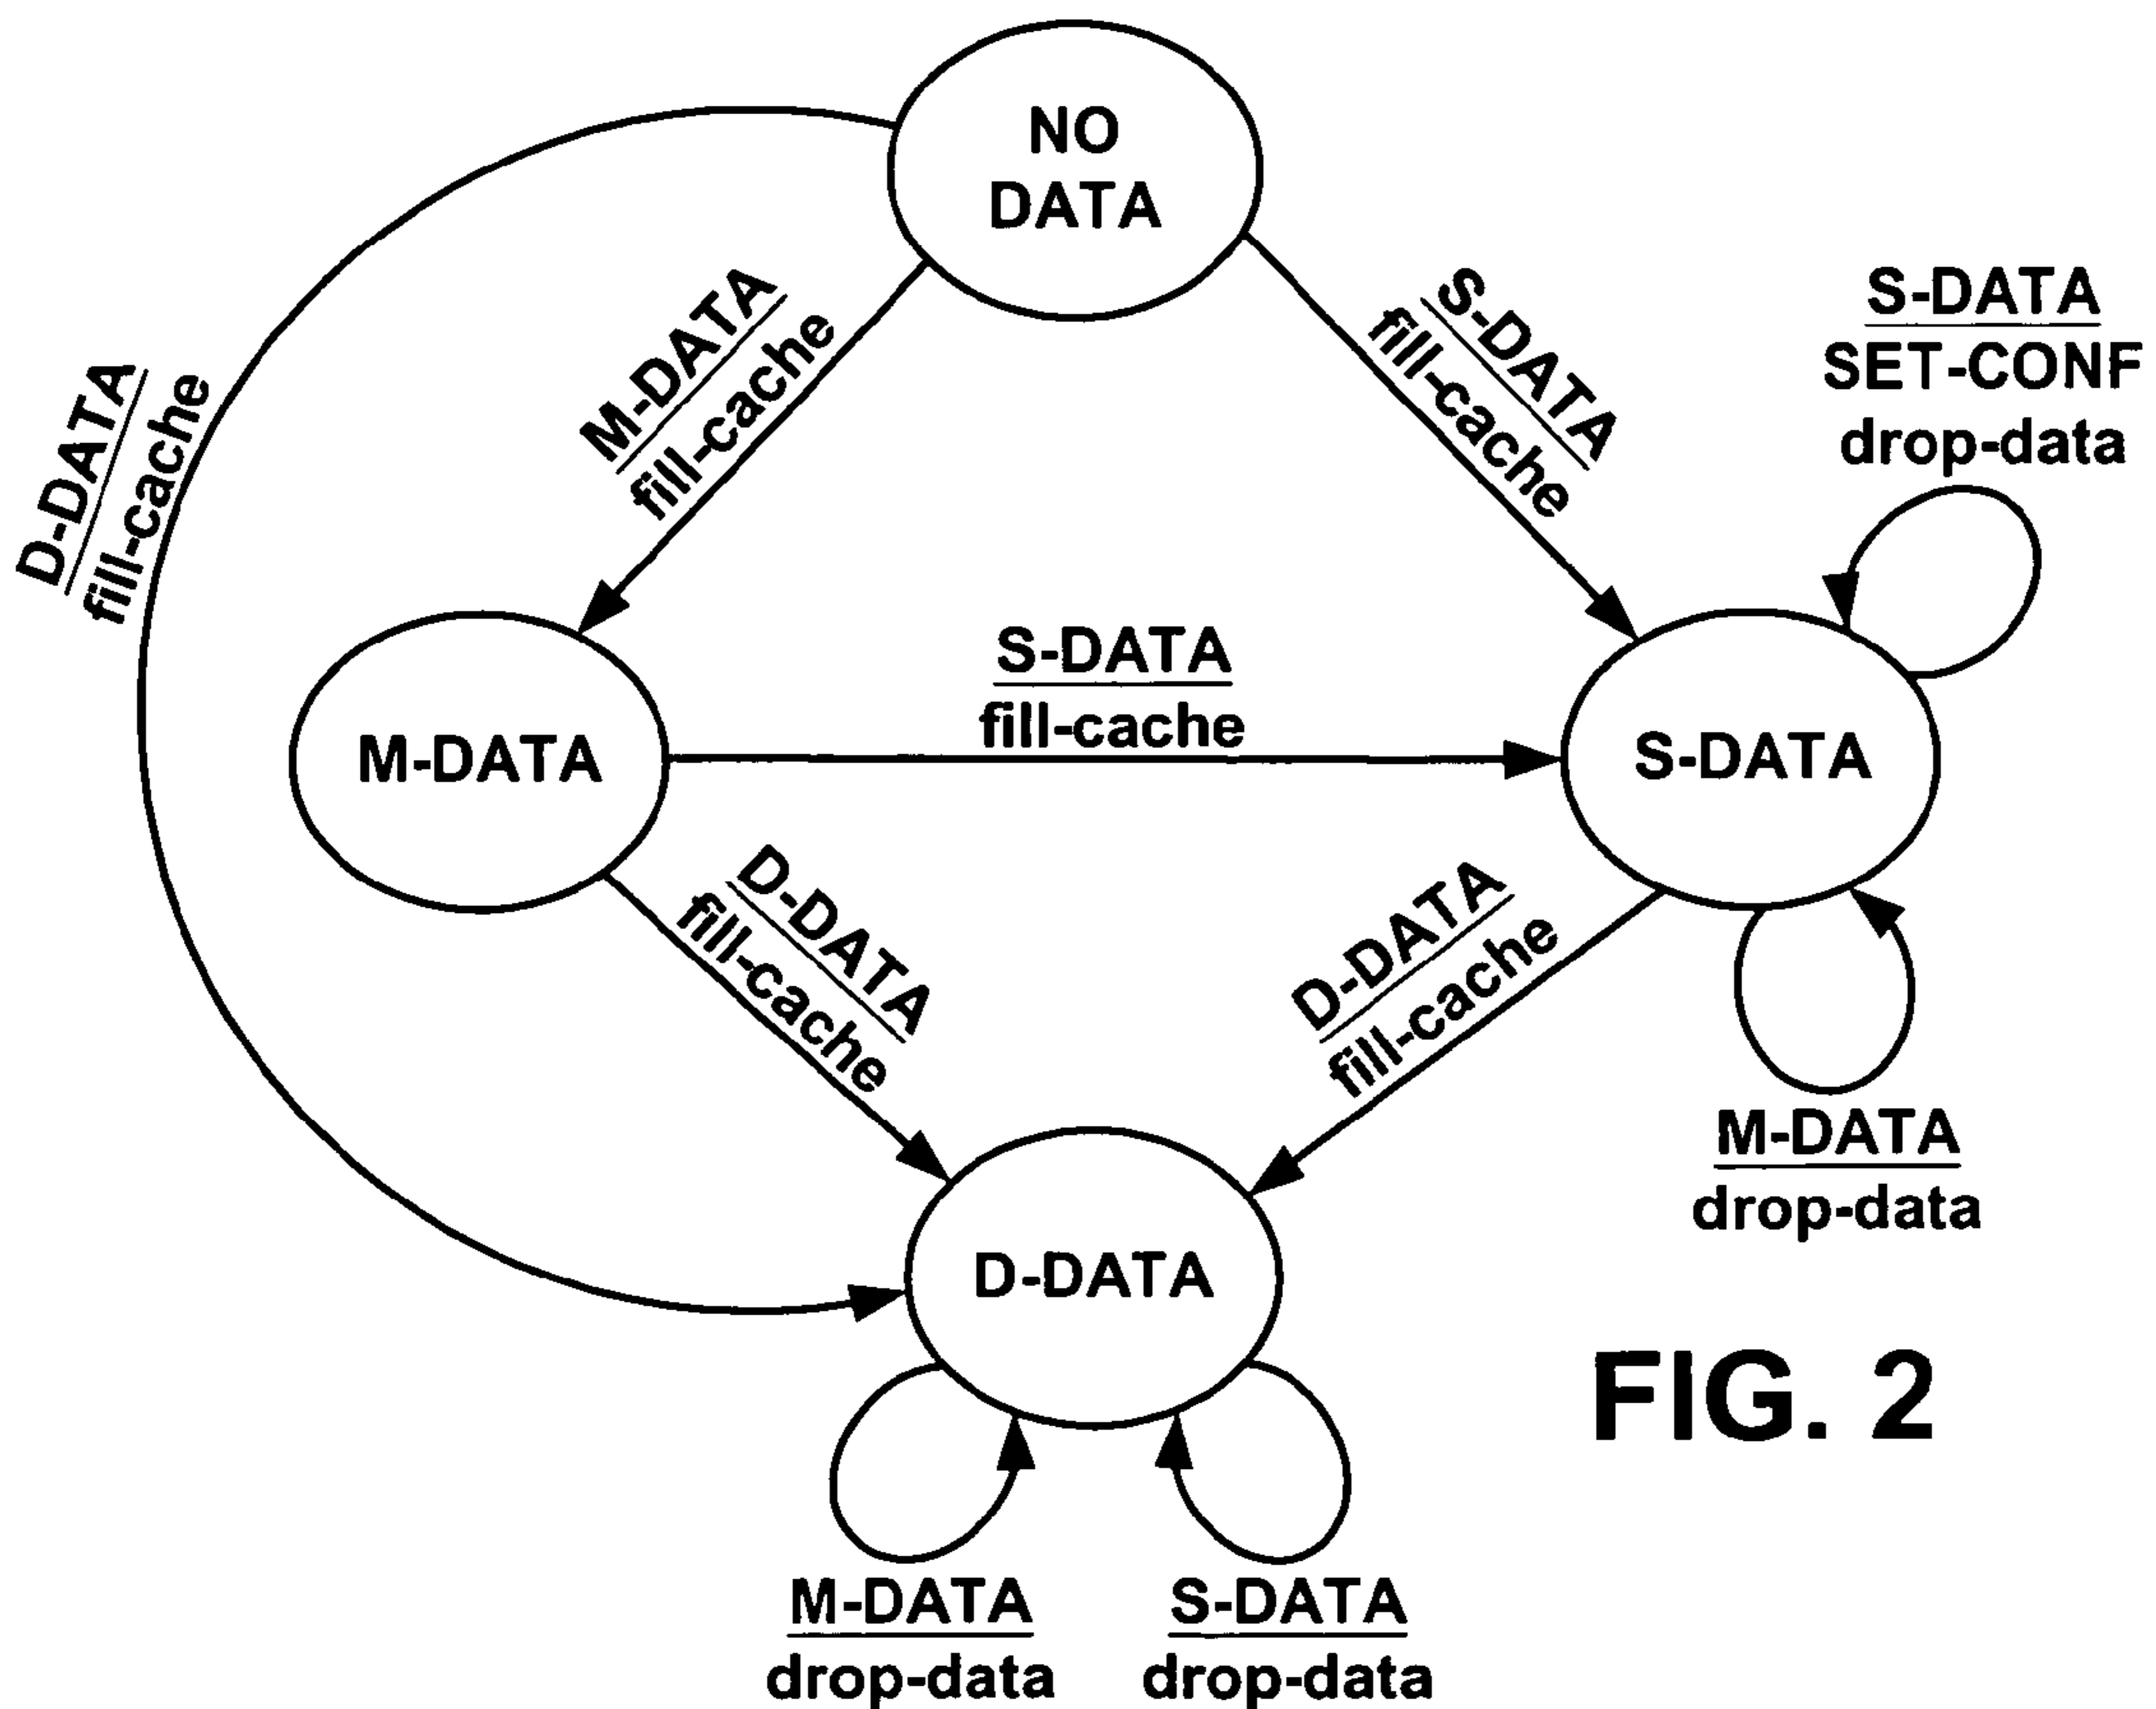 NO
DATA
D-DATA
fill-cache
M-DATA
fill-cache
S-DATA
fill-cache
S-DATA
SET-CONF
drop-data
M-DATA
S-DATA
fill-cache
S-DATA
D-DATA
fill-cache
D-DATA
fill-cache
M-DATA
drop-data
D-DATA
FIG. 2
M-DATA
drop-data
S-DATA
drop-data